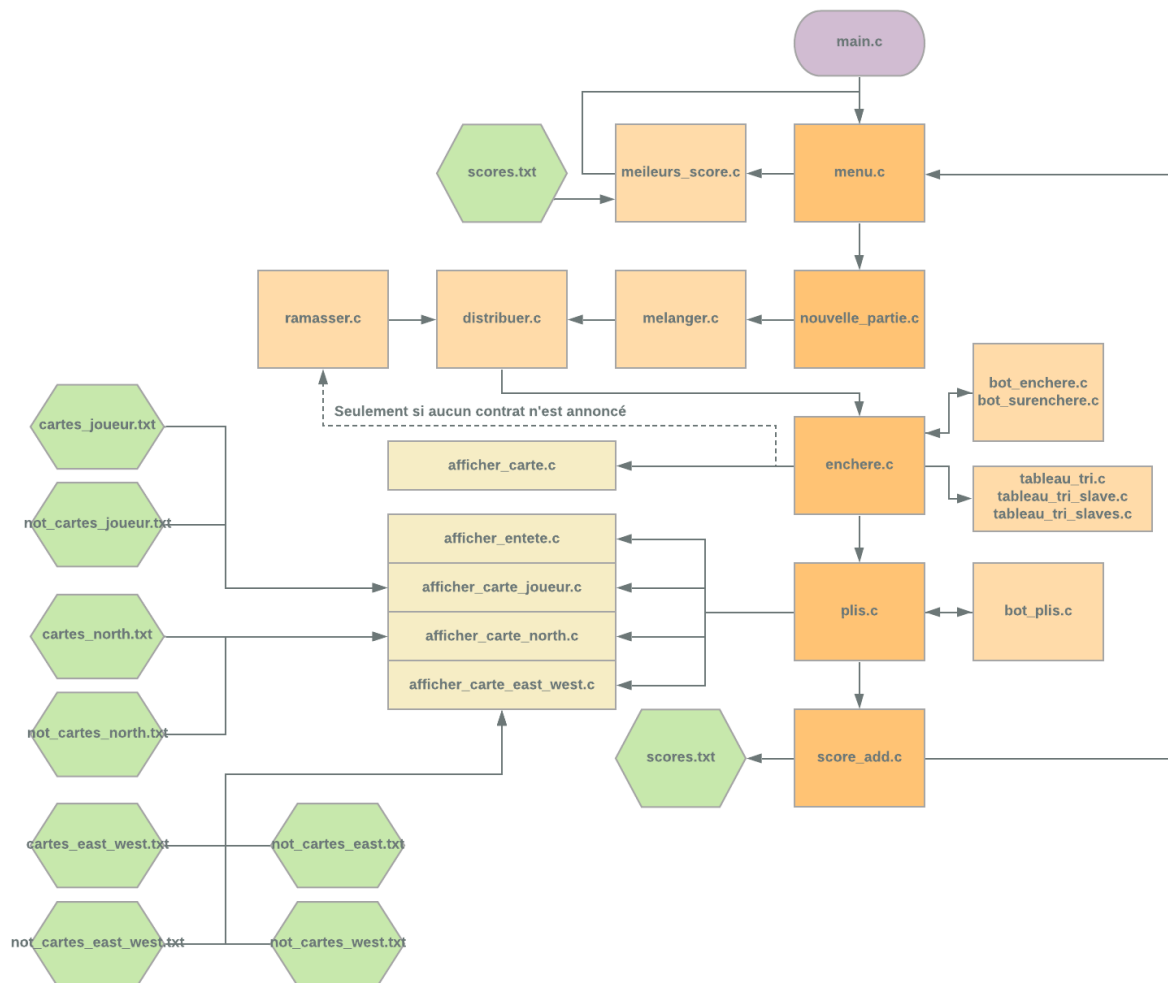 main.c
scores.txt
meileurs_score.c
menu.c
ramasser.c
distribuer.c
melanger.c
nouvelle_partie.c
bot_enchere.c
bot_surenchere.c
Seulement si aucun contrat n'est annoncé
cartes_joueur.txt
afficher_carte.c
enchere.c
tableau_tri.c
tableau_tri_slave.c
tableau_tri_slaves.c
not_cartes_joueur.txt
afficher_entete.c
afficher_carte_joueur.c
plis.c
bot_plis.c
cartes_north.txt
afficher_carte_north.c
afficher_carte_east_west.c
not_cartes_north.txt
scores.txt
score_add.c
cartes_east_west.txt
not_cartes_east.txt
not_cartes_east_west.txt
not_cartes_west.txt